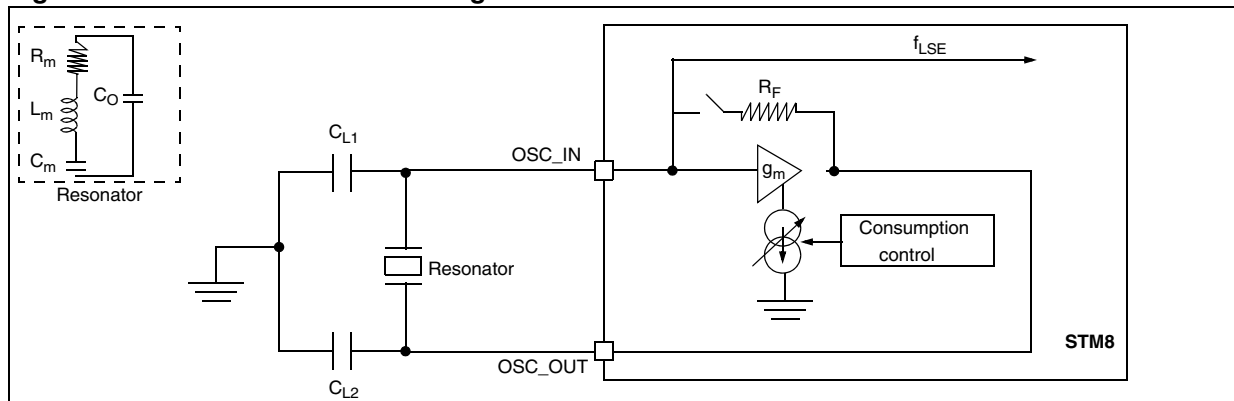 R_m
L_m
C_m
C_O
Resonator
C_L1
C_L2
Resonator
OSC_IN
OSC_OUT
f_LSE
R_F
g_m
Consumption
control
STM8